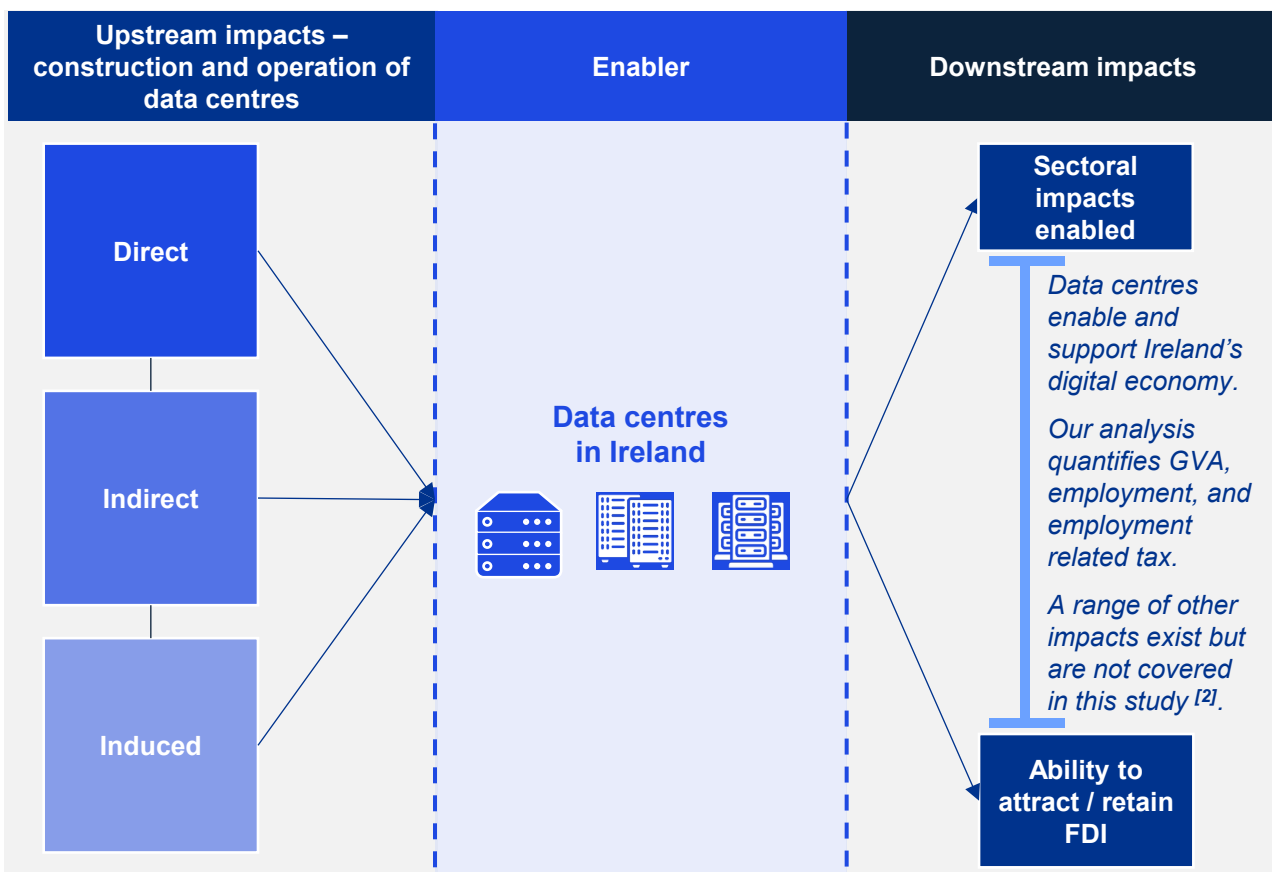 Upstream impacts –
construction and operation of
data centres
Enabler
Downstream impacts
Direct
Indirect
Induced
Data centres
in Ireland
Sectoral
impacts
enabled
Data centres
enable and
support Ireland’s
digital economy.
Our analysis
quantifies GVA,
employment, and
employment
related tax.
A range of other
impacts exist but
are not covered
in this study [2].
Ability to
attract / retain
FDI